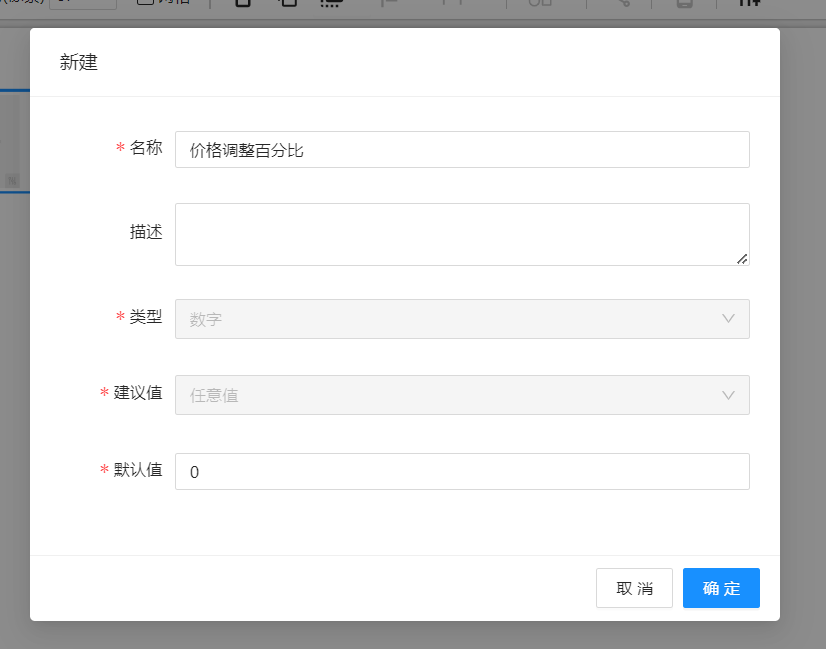 新建
* 名称 价格调整百分比
描述
* 类型 数字
* 建议值 任意值
* 默认值 0
取 消 确 定